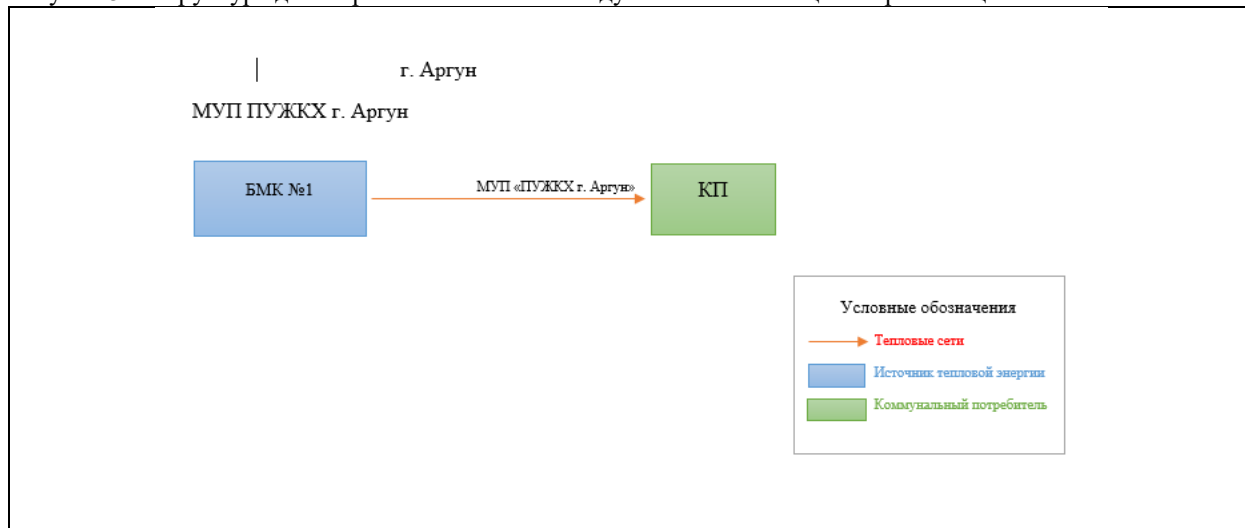 г. Аргун
МУП ПУЖКХ г. Аргун
БМК №1
МУП «ПУЖКХ г. Аргун»
КП
Условные обозначения
Тепловые сети
Источник тепловой энергии
Коммунальный потребитель